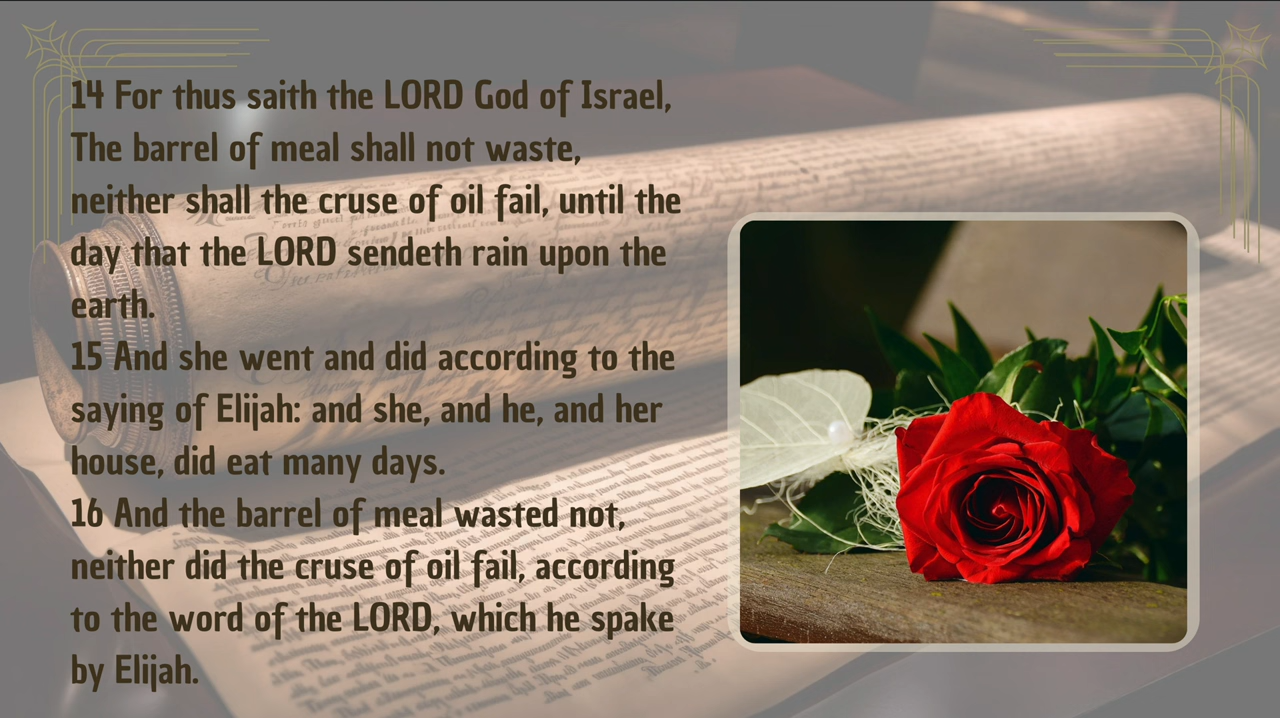 14 For thus saith the LORD God of Israel,
The barrel of meal shall not waste,
neither shall the cruse of oil fail, until the
day that the LORD sendeth rain upon the
earth.
15 And she went and did according to the
saying of Elijah: and she, and he, and her
house, did eat many days.
16 And the barrel of meal wasted not,
neither did the cruse of oil fail, according
to the word of the LORD, which he spake
by Elijah.